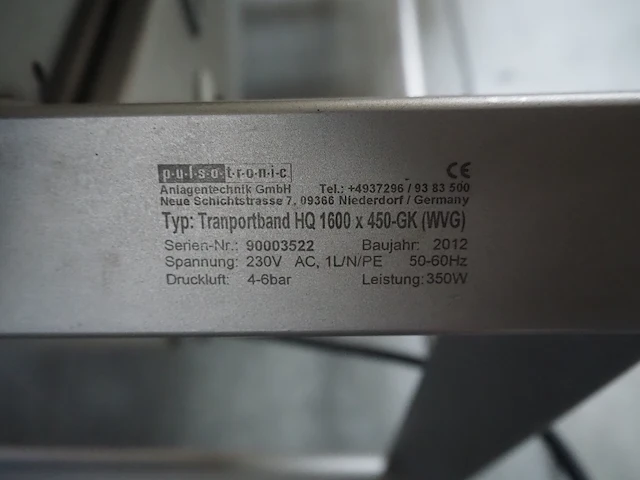 pulsotronic CE
Anlagentechnik GmbH Tel.: +4937296 / 93 83 500
Neue Schichtstrasse 7, 09366 Niederdorf / Germany
Typ: Tranportband HQ 1600 x 450-GK (WVG)
Serien-Nr.: 90003522 Baujahr: 2012
Spannung: 230V AC, 1L/N/PE 50-60Hz
Druckluft: 4-6bar Leistung: 350W